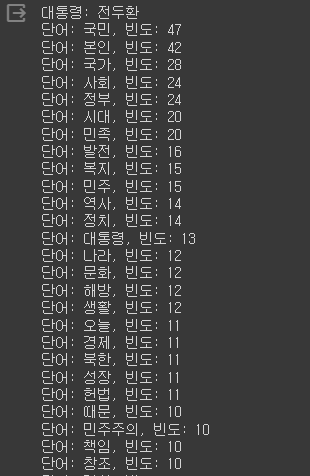 대통령: 전두환
단어: 국민, 빈도: 47
단어: 본인, 빈도: 42
단어: 국가, 빈도: 28
단어: 사회, 빈도: 24
단어: 정부, 빈도: 24
단어: 시대, 빈도: 20
단어: 민족, 빈도: 20
단어: 발전, 빈도: 16
단어: 복지, 빈도: 15
단어: 민주, 빈도: 15
단어: 역사, 빈도: 14
단어: 정치, 빈도: 14
단어: 대통령, 빈도: 13
단어: 나라, 빈도: 12
단어: 문화, 빈도: 12
단어: 해방, 빈도: 12
단어: 생활, 빈도: 12
단어: 오늘, 빈도: 11
단어: 경제, 빈도: 11
단어: 북한, 빈도: 11
단어: 성장, 빈도: 11
단어: 헌법, 빈도: 11
단어: 때문, 빈도: 10
단어: 민주주의, 빈도: 10
단어: 책임, 빈도: 10
단어: 창조, 빈도: 10